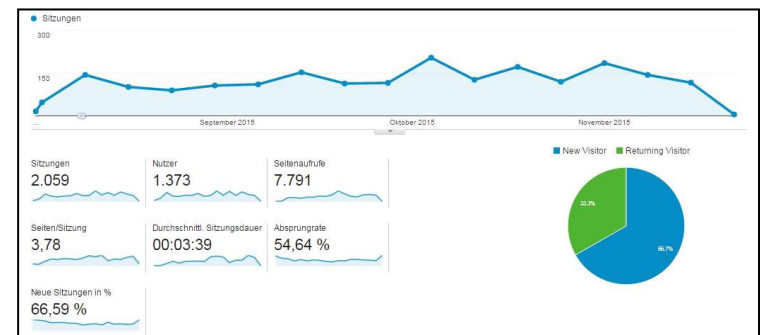 Sitzungen
300
150
...
September 2015
Oktober 2015
November 2015
New Visitor Returning Visitor
Sitzungen Nutzer Seitenaufrufe
2.059 1.373 7.791
33.3%
66.7%
Seiten/Sitzung Durchschnittl. Sitzungsdauer Absprungrate
3,78 00:03:39 54,64 %
Neue Sitzungen in %
66,59 %